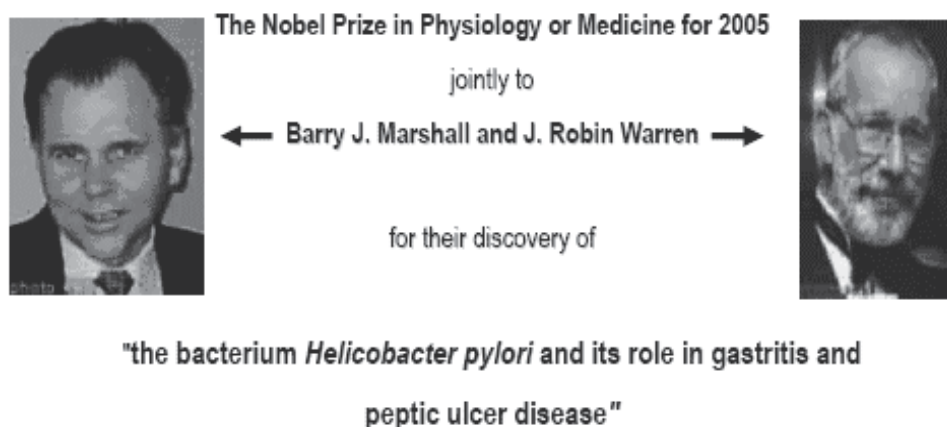 The Nobel Prize in Physiology or Medicine for 2005
jointly to
Barry J. Marshall and J. Robin Warren
for their discovery of
photo
"the bacterium Helicobacter pylori and its role in gastritis and
peptic ulcer disease"